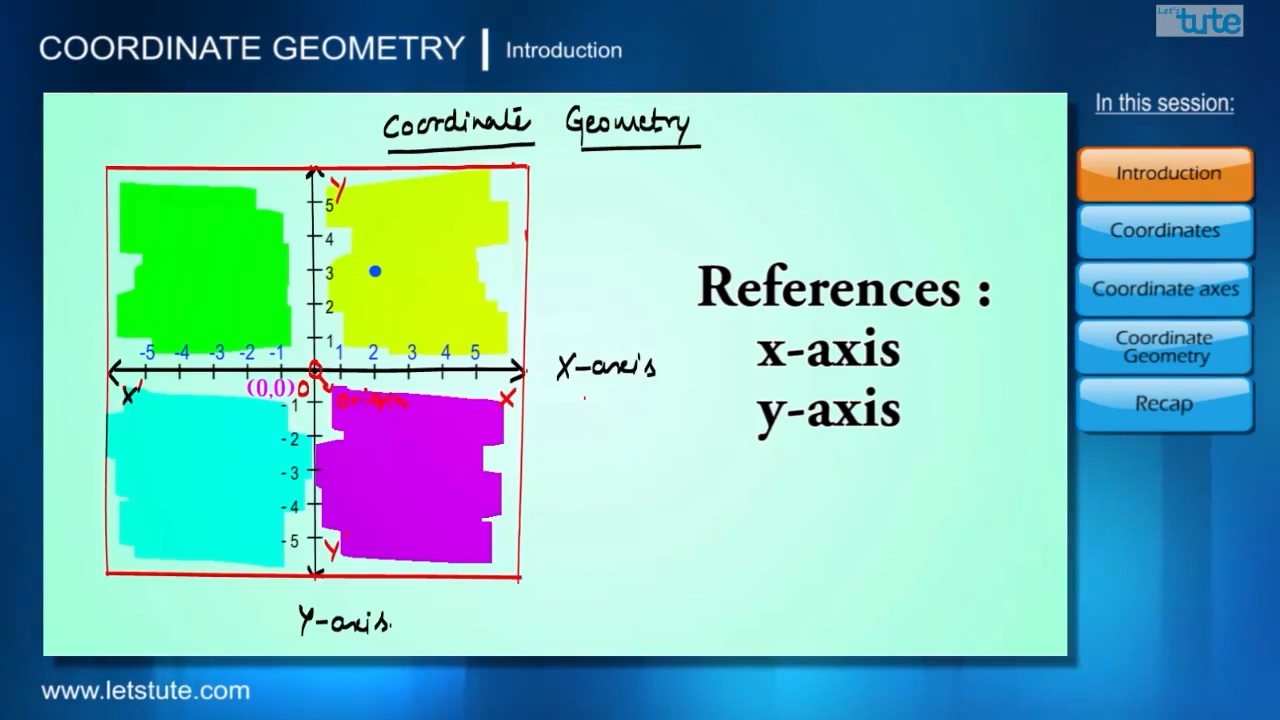 Let's
tute
COORDINATE GEOMETRY | Introduction
In this session:
Introduction
Coordinates
Coordinate axes
Coordinate
Geometry
Recap
Coordinate Geometry
Y
5
4
3
2
1
-5 -4 -3 -2 -1 1 2 3 4 5
X-axis
X' (0,0) O origin X
-1
-2
-3
-4
-5
Y
Y-axis.
References :
x-axis
y-axis
www.letstute.com